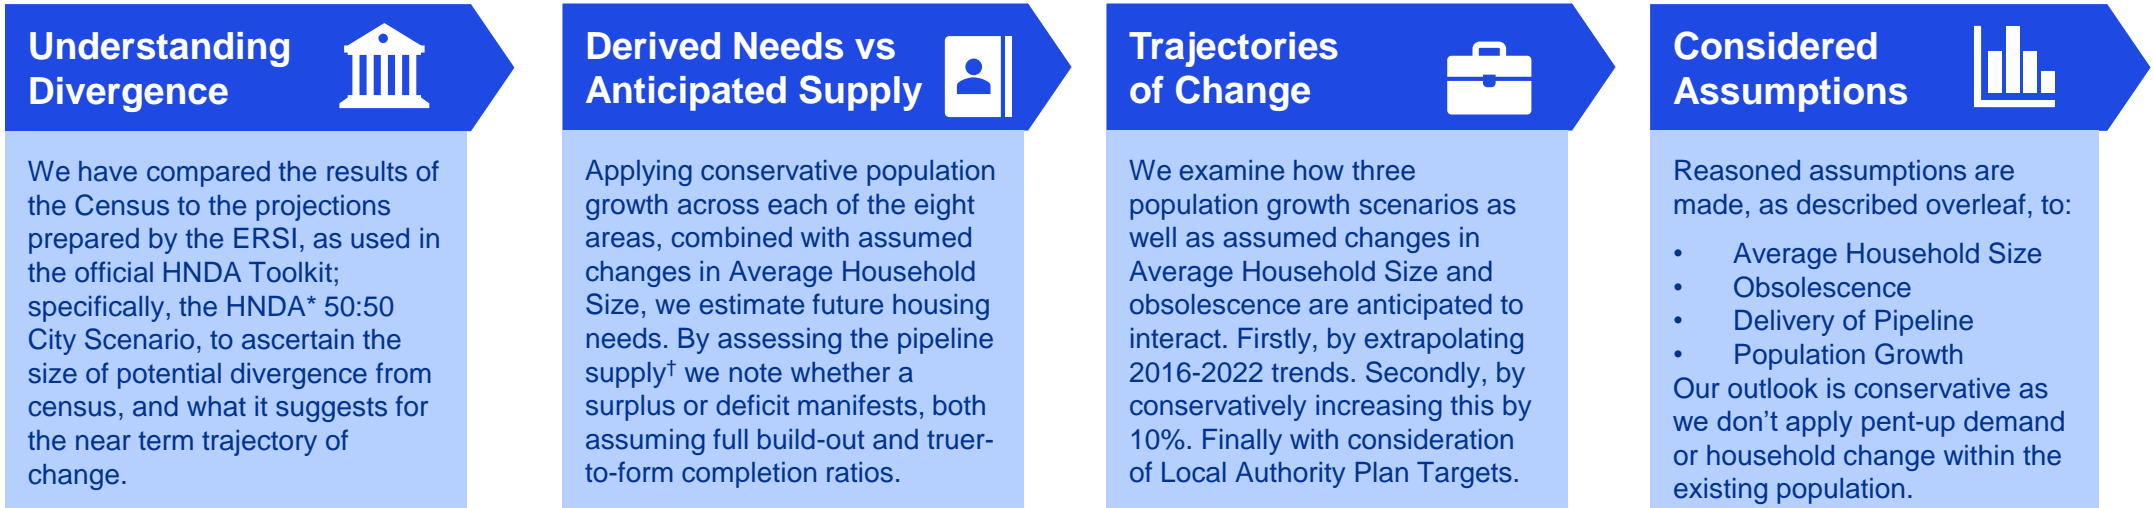 Understanding
Divergence
We have compared the results of
the Census to the projections
prepared by the ERSI, as used in
the official HNDA Toolkit;
specifically, the HNDA* 50:50
City Scenario, to ascertain the
size of potential divergence from
census, and what it suggests for
the near term trajectory of
change.
Derived Needs vs
Anticipated Supply
Applying conservative population
growth across each of the eight
areas, combined with assumed
changes in Average Household
Size, we estimate future housing
needs. By assessing the pipeline
supply† we note whether a
surplus or deficit manifests, both
assuming full build-out and truer-
to-form completion ratios.
Trajectories
of Change
We examine how three
population growth scenarios as
well as assumed changes in
Average Household Size and
obsolescence are anticipated to
interact. Firstly, by extrapolating
2016-2022 trends. Secondly, by
conservatively increasing this by
10%. Finally with consideration
of Local Authority Plan Targets.
Considered
Assumptions
Reasoned assumptions are
made, as described overleaf, to:
• Average Household Size
• Obsolescence
• Delivery of Pipeline
• Population Growth
Our outlook is conservative as
we don’t apply pent-up demand
or household change within the
existing population.